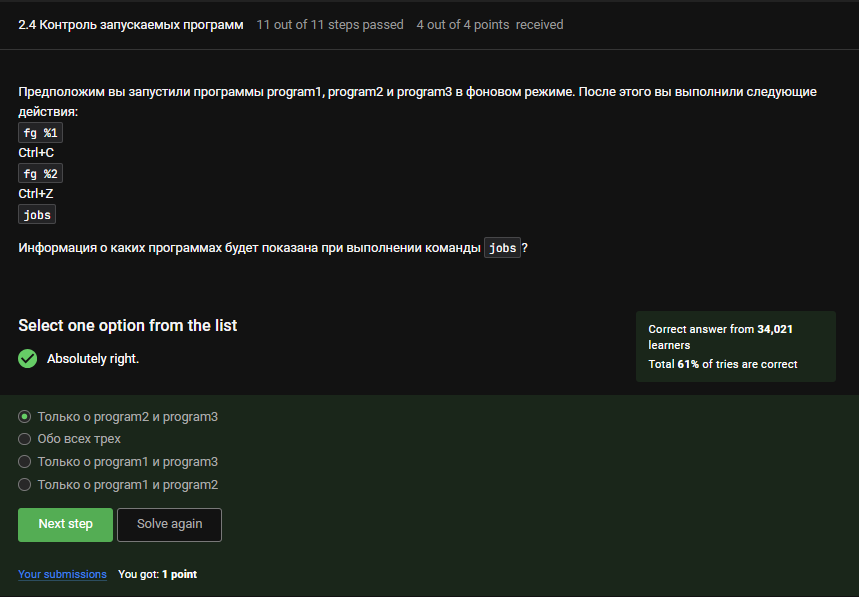 2.4 Контроль запускаемых программ 11 out of 11 steps passed 4 out of 4 points received
Предположим вы запустили программы program1, program2 и program3 в фоновом режиме. После этого вы выполнили следующие
действия:
fg %1
Ctrl+C
fg %2
Ctrl+Z
jobs
Информация о каких программах будет показана при выполнении команды jobs?
Select one option from the list
Absolutely right.
Correct answer from 34,021
learners
Total 61% of tries are correct
Только о program2 и program3
Обо всех трех
Только о program1 и program3
Только о program1 и program2
Next step
Solve again
Your submissions You got: 1 point